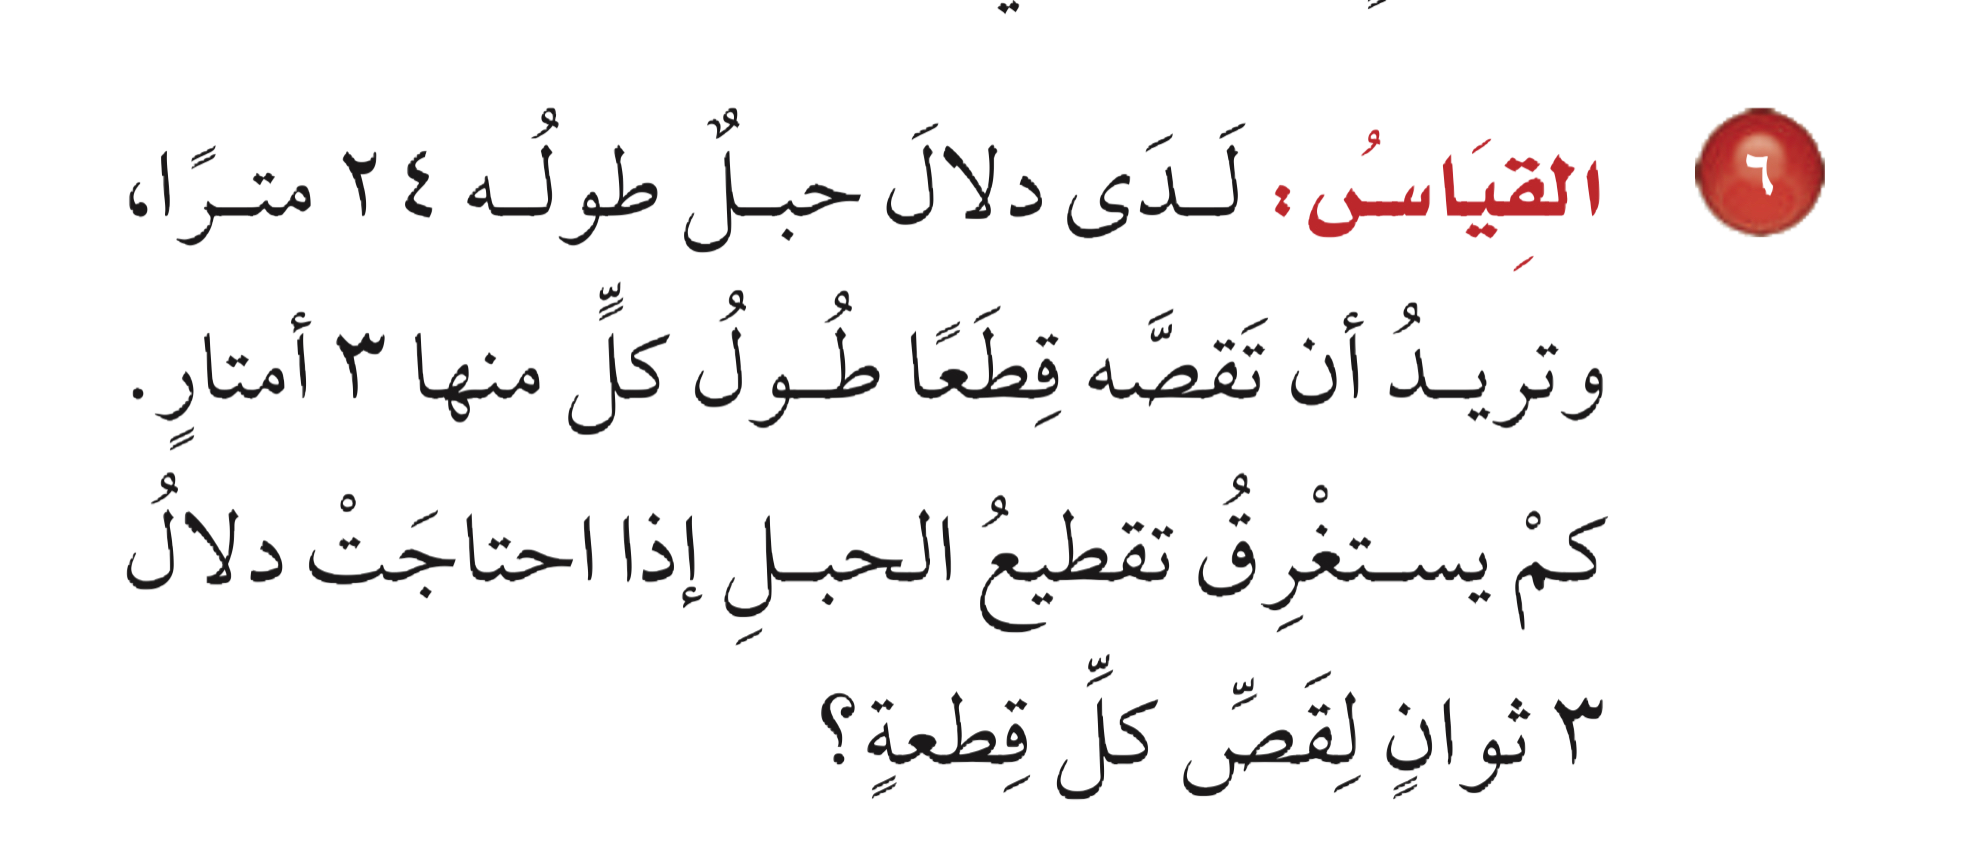 ٦ القِيَاسُ: لَدَى دلالَ حبلٌ طولُه ٢٤ مترًا،
وتريدُ أن تَقصَّه قِطَعًا طُولُ كلٍّ منها ٣ أمتارٍ.
كمْ يستغْرِقُ تقطيعُ الحبلِ إذا احتاجَتْ دلالُ
٣ ثوانٍ لِقَصِّ كلِّ قِطعةٍ؟